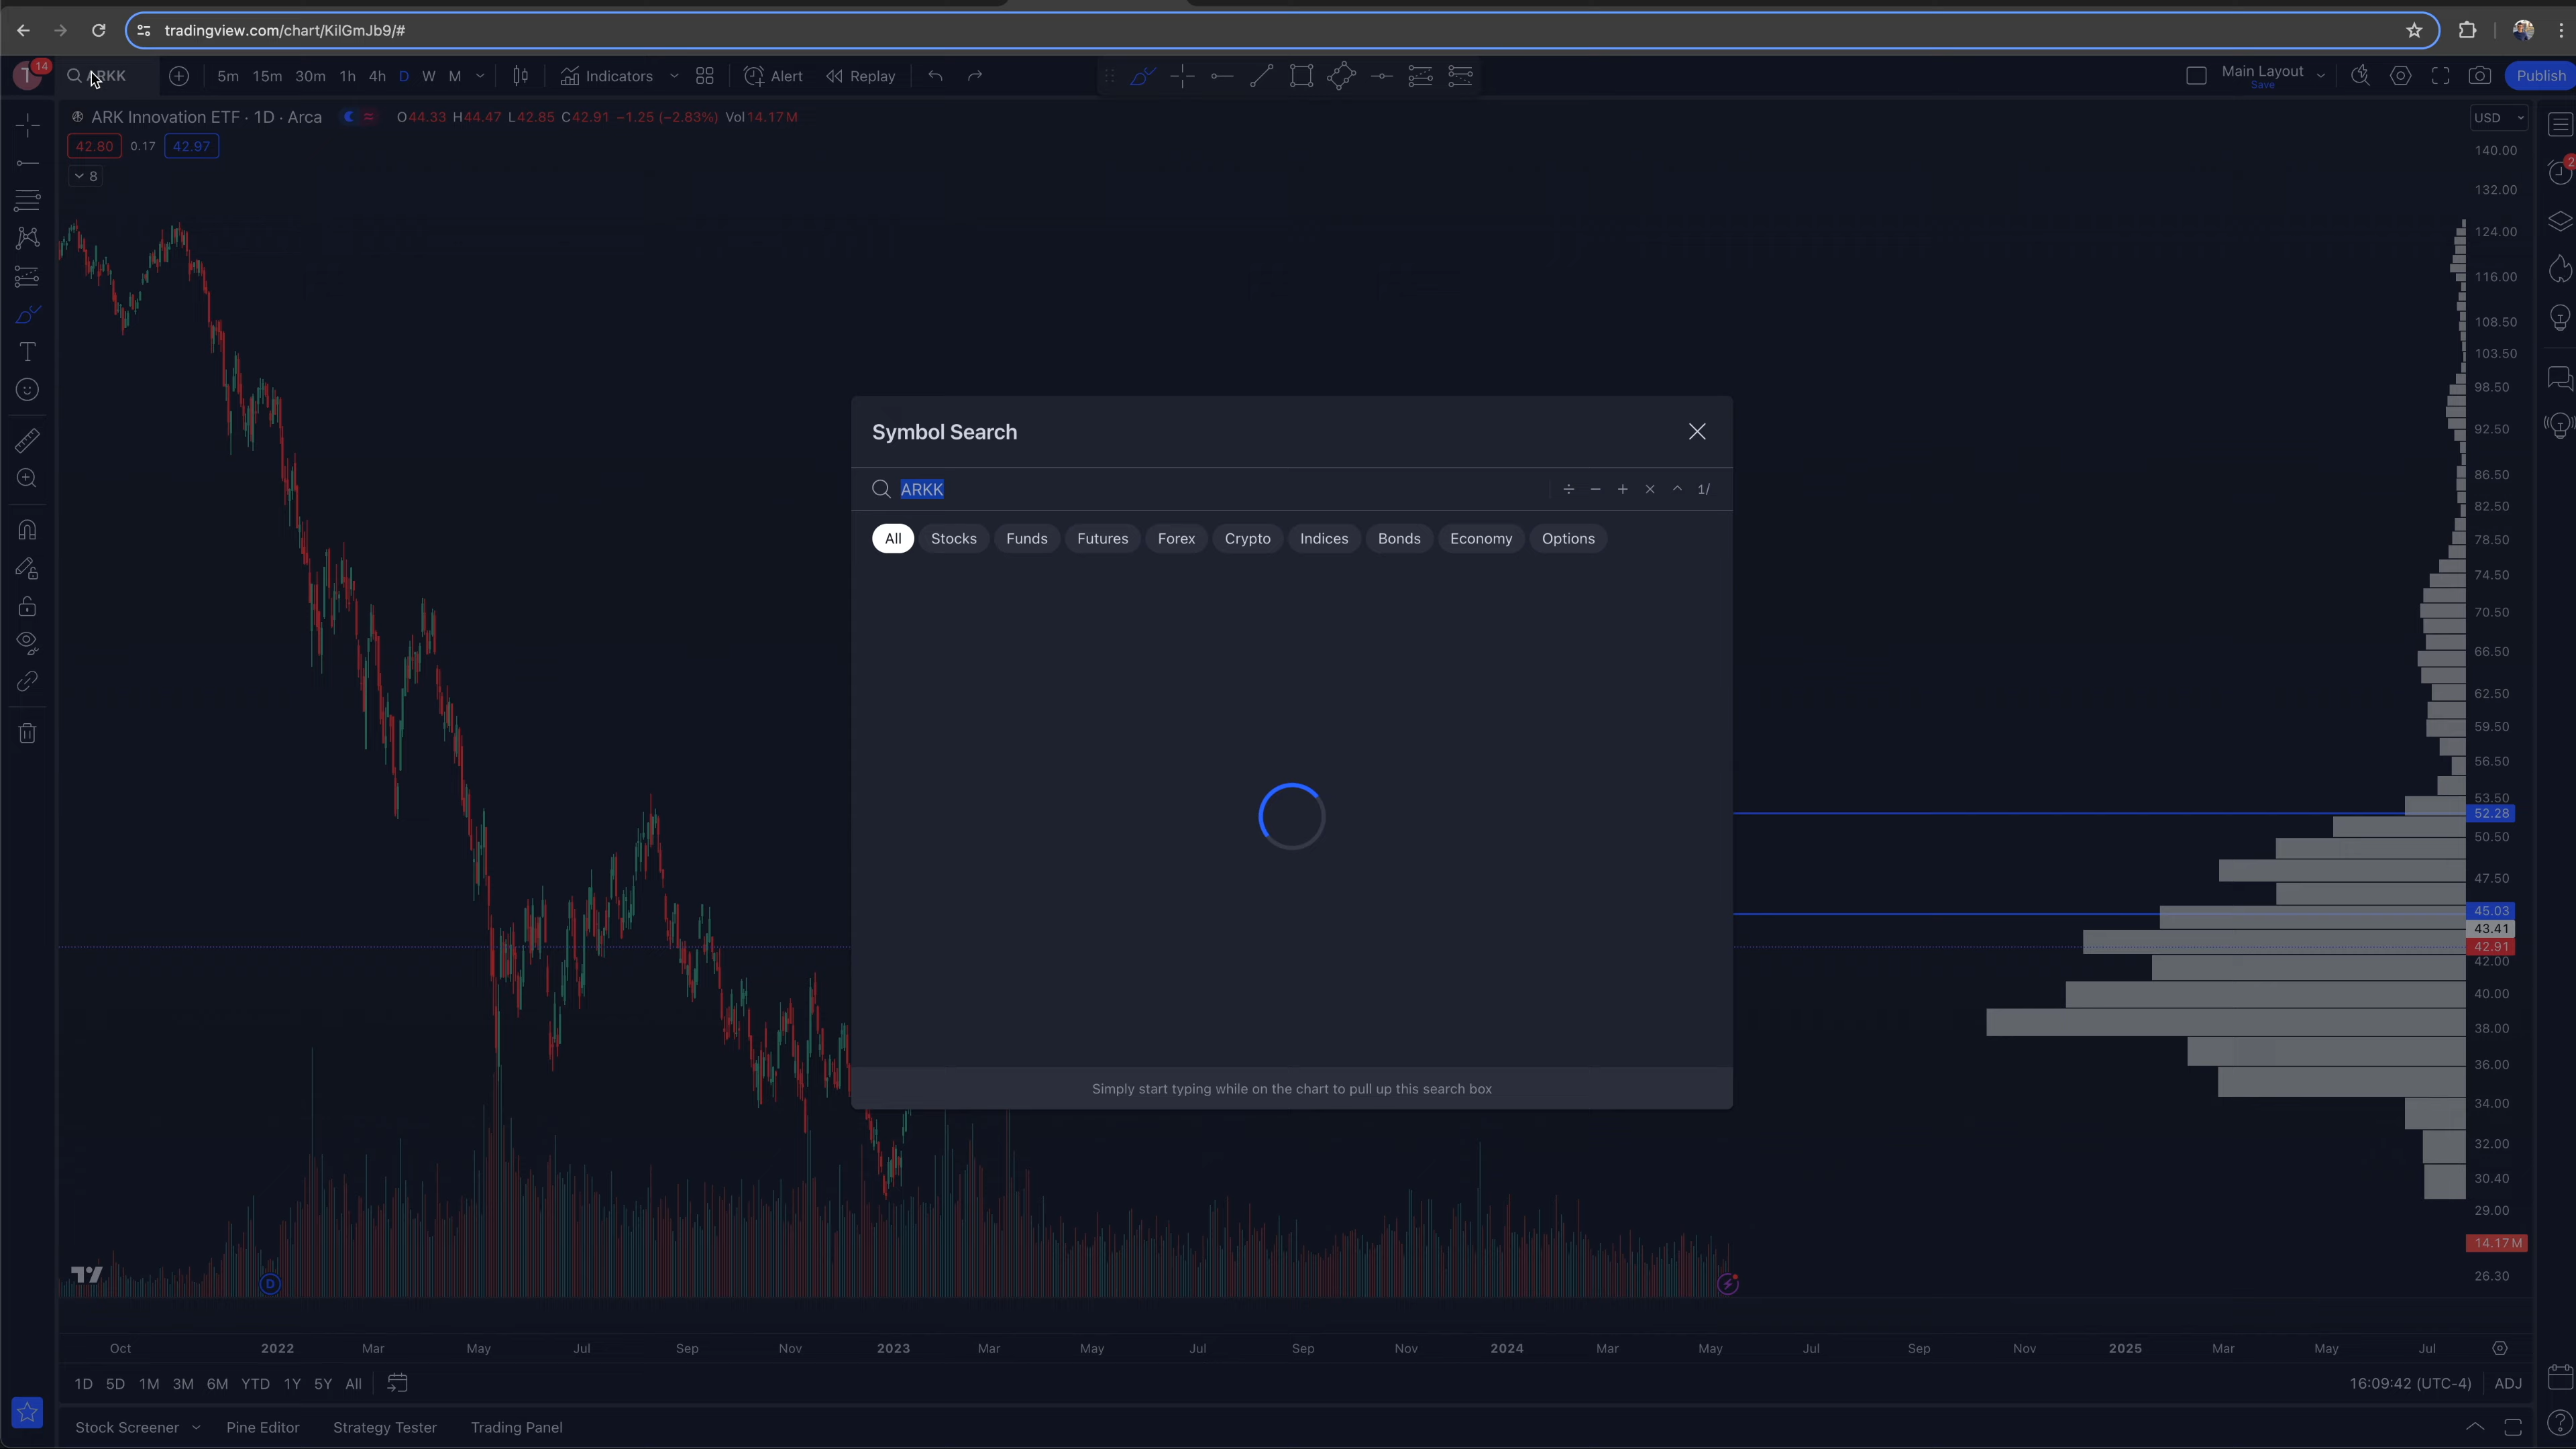 tradingview.com/chart/KilGmJb9/#
14
ARKK
5m 15m 30m 1h 4h D W M
Indicators
Alert
Replay
Main Layout
Save
Publish
ARK Innovation ETF · 1D · Arca
O44.33 H44.47 L42.85 C42.91 −1.25 (−2.83%) Vol14.17M
42.80 0.17 42.97
8
USD
140.00
132.00
2
124.00
116.00
108.50
103.50
98.50
92.50
86.50
82.50
78.50
74.50
70.50
66.50
62.50
59.50
56.50
53.50
52.28
50.50
47.50
45.03
43.41
42.91
42.00
40.00
38.00
36.00
34.00
32.00
30.40
29.00
14.17M
26.30
Symbol Search
ARKK
÷ − + × ^ 1/
All Stocks Funds Futures Forex Crypto Indices Bonds Economy Options
Simply start typing while on the chart to pull up this search box
D
Oct 2022 Mar May Jul Sep Nov 2023 Mar May Jul Sep Nov 2024 Mar May Jul Sep Nov 2025 Mar May Jul
1D 5D 1M 3M 6M YTD 1Y 5Y All
16:09:42 (UTC-4) ADJ
Stock Screener Pine Editor Strategy Tester Trading Panel